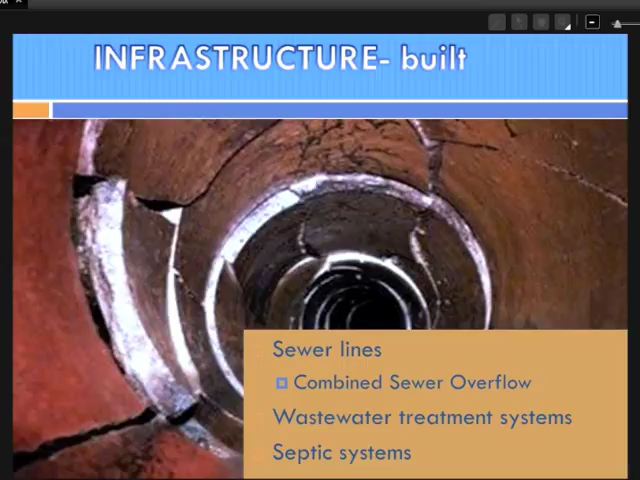 INFRASTRUCTURE- built
Sewer lines
Combined Sewer Overflow
Wastewater treatment systems
Septic systems